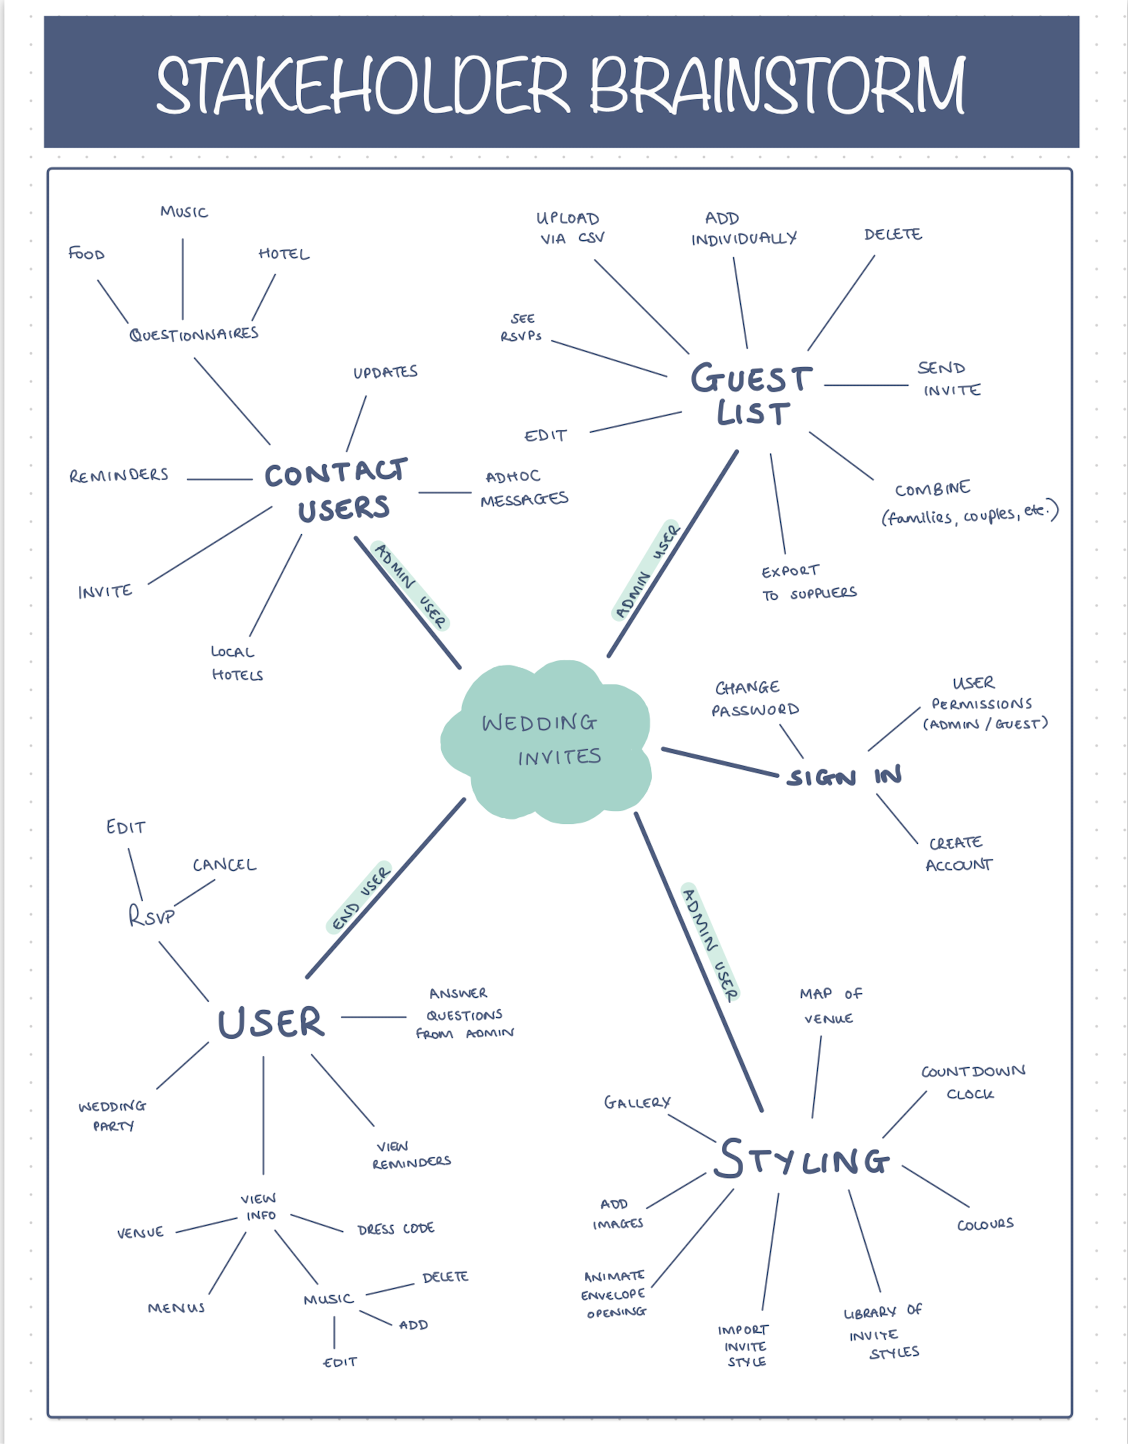 STAKEHOLDER BRAINSTORM
MUSIC
FOOD
HOTEL
QUESTIONNAIRES
UPDATES
REMINDERS
CONTACT
USERS
ADHOC
MESSAGES
INVITE
LOCAL
HOTELS
ADMIN USER
UPLOAD
VIA CSV
ADD
INDIVIDUALLY
DELETE
SEE
RSVPs
GUEST
LIST
SEND
INVITE
EDIT
COMBINE
(families, couples, etc.)
EXPORT
TO SUPPLIERS
ADMIN USER
WEDDING
INVITES
CHANGE
PASSWORD
USER
PERMISSIONS
(ADMIN / GUEST)
SIGN IN
CREATE
ACCOUNT
EDIT
CANCEL
RSVP
END USER
USER
ANSWER
QUESTIONS
FROM ADMIN
WEDDING
PARTY
VIEW
REMINDERS
VIEW
INFO
VENUE
DRESS CODE
MENUS
MUSIC
DELETE
ADD
EDIT
ADMIN USER
MAP OF
VENUE
COUNTDOWN
CLOCK
GALLERY
STYLING
ADD
IMAGES
COLOURS
ANIMATE
ENVELOPE
OPENING
IMPORT
INVITE
STYLE
LIBRARY OF
INVITE
STYLES